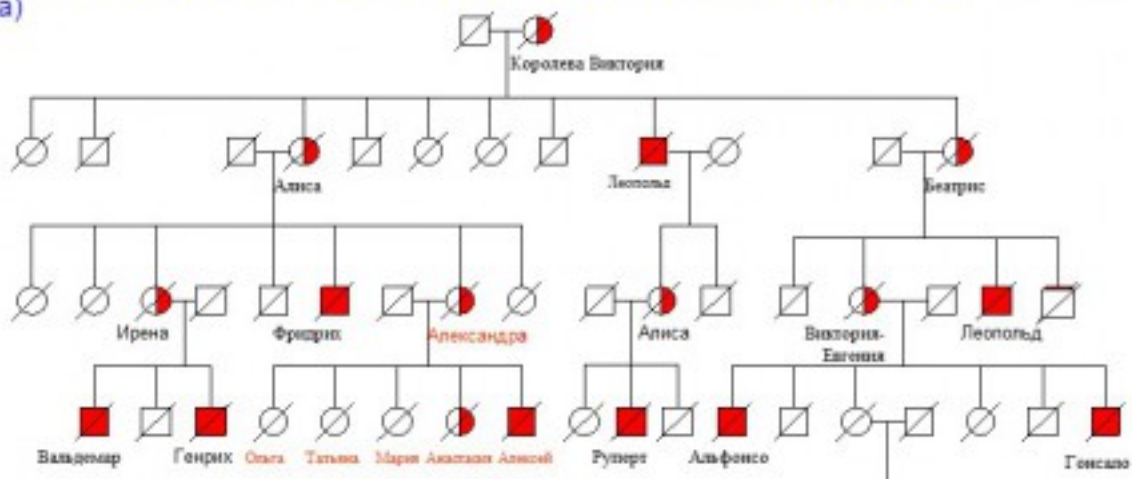 а)
Королева Виктория
Алиса
Леопольд
Беатрис
Ирена
Фридрих
Александра
Алиса
Виктория-
Евгения
Леопольд
Вальдемар
Генрих
Ольга
Татьяна
Мария
Анастасия
Алексей
Руперт
Альфонсо
Гонсало